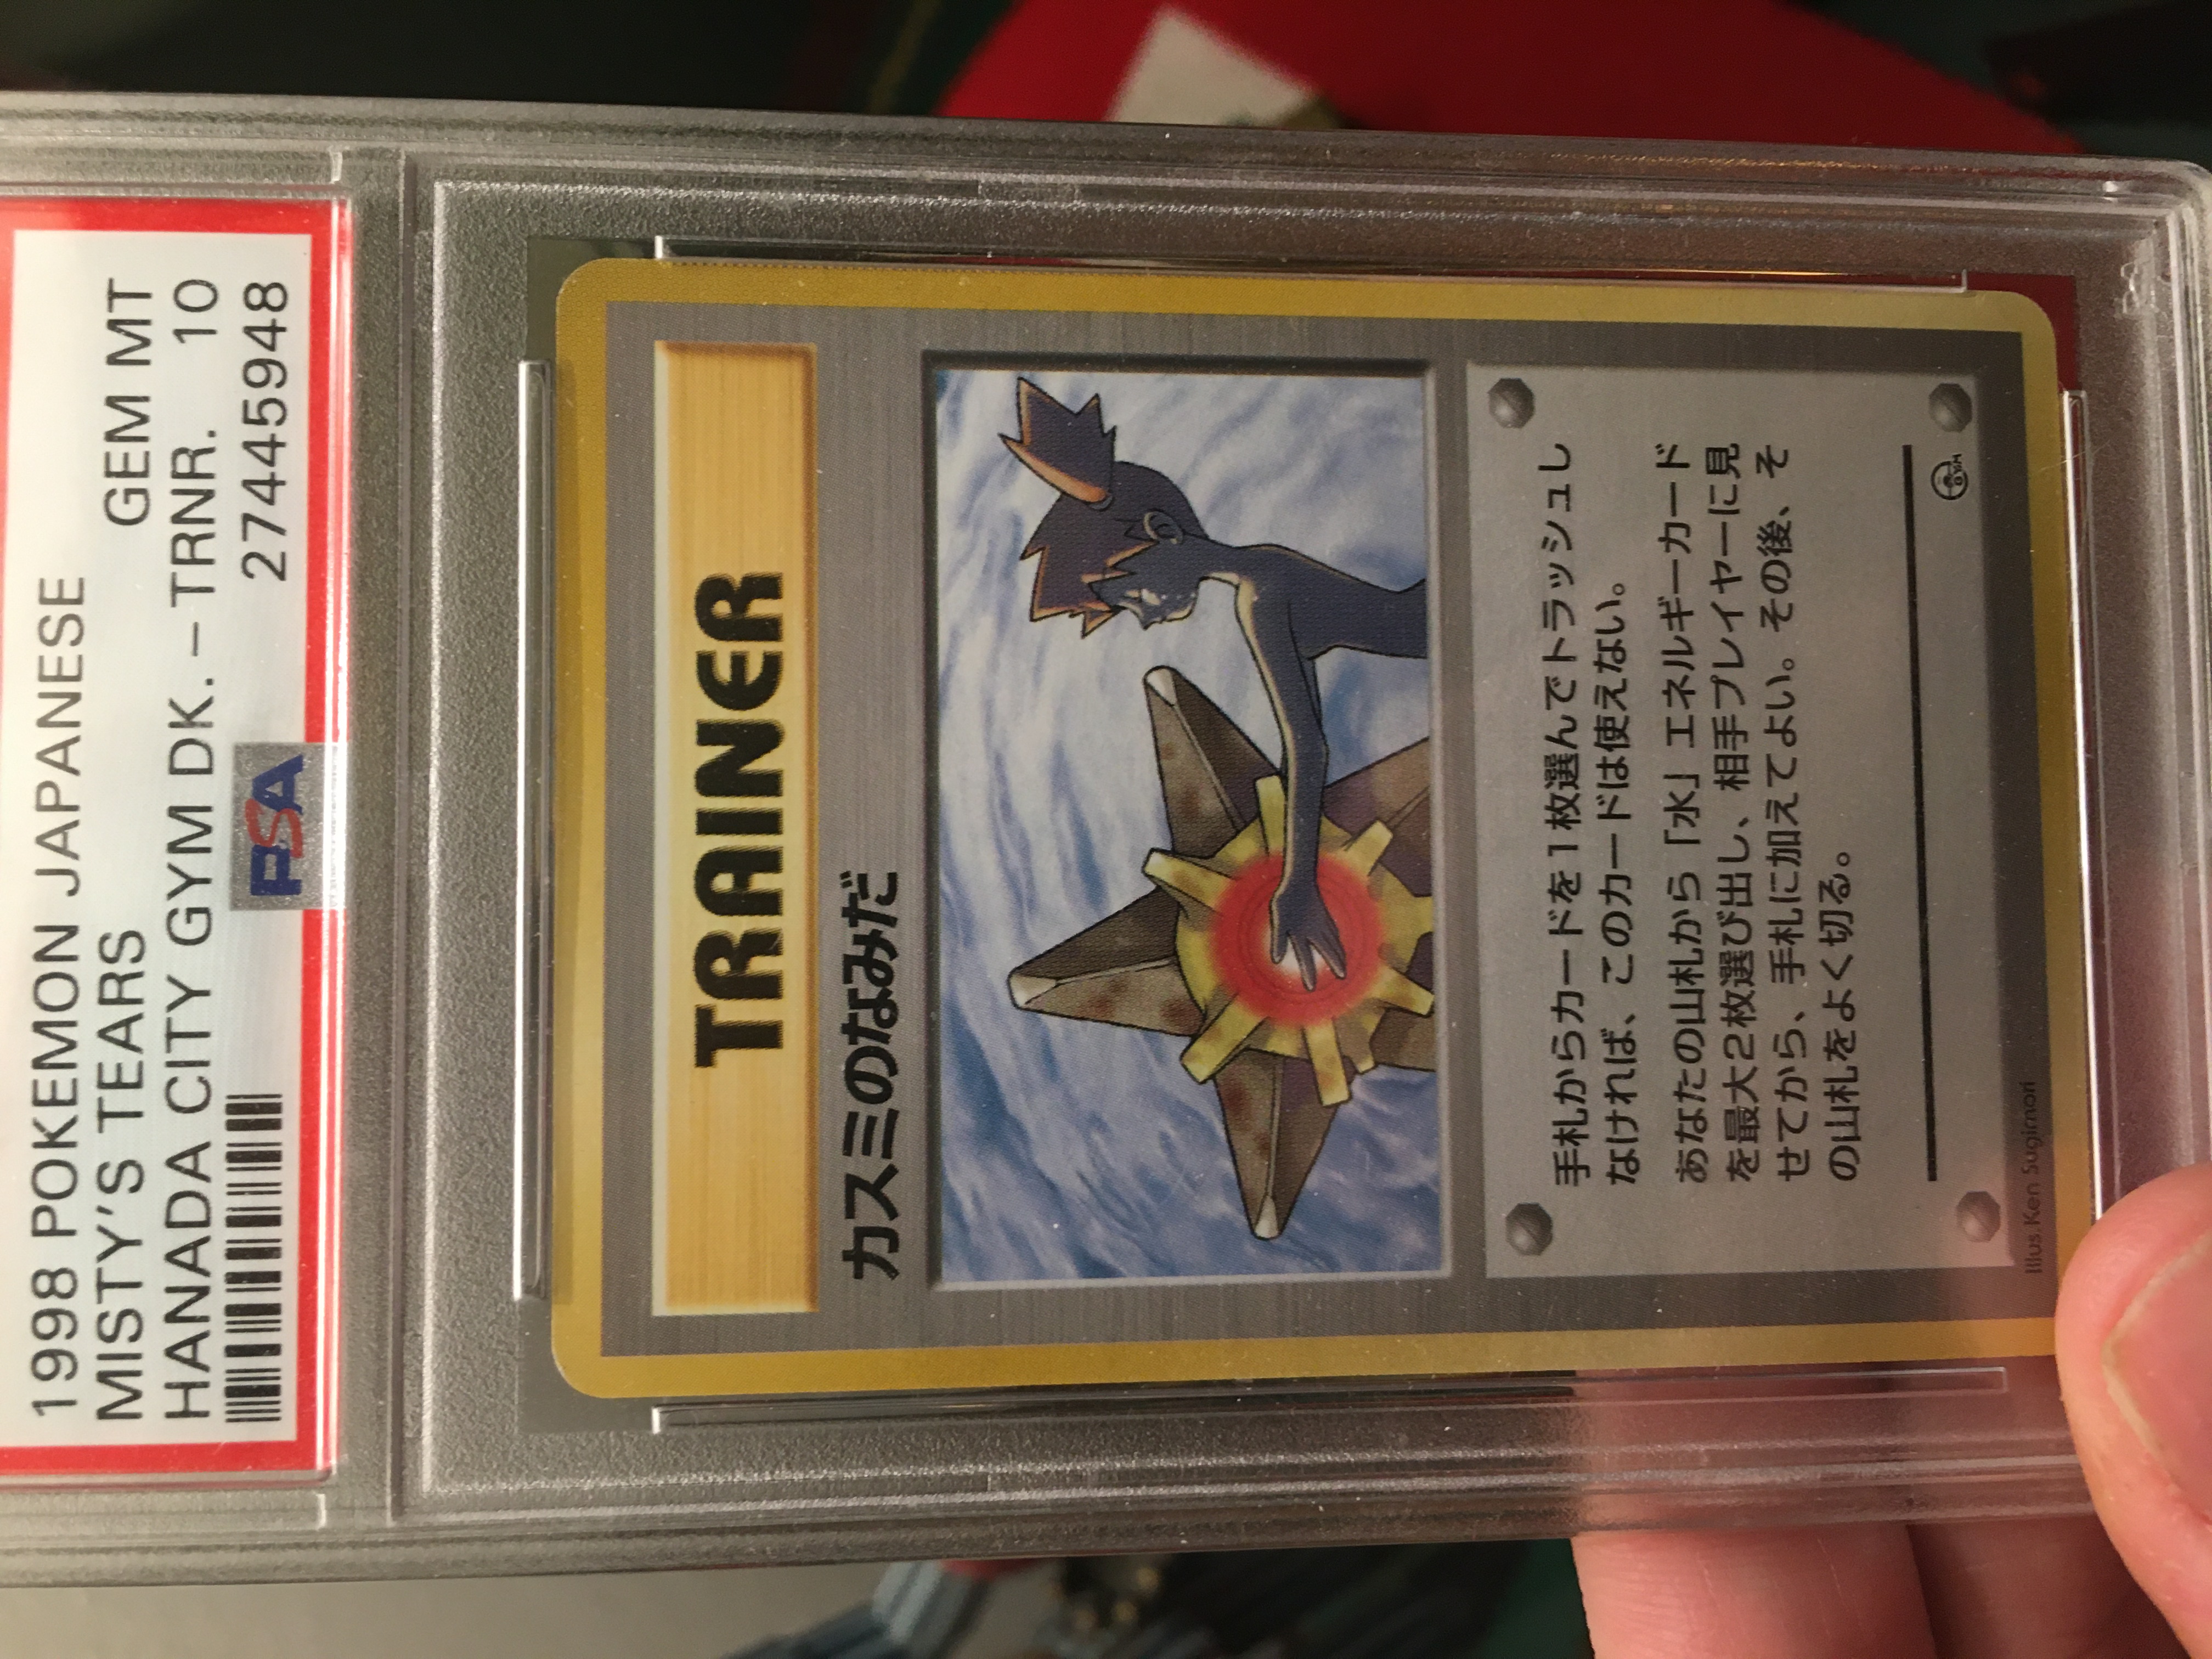 1998 POKEMON JAPANESE
MISTY'S TEARS GEM MT
HANADA CITY GYM DK. – TRNR. 10
27445948
PSA
TRAINER
カスミのなみだ
手札からカードを1枚選んでトラッシュし
なければ、このカードは使えない。
あなたの山札から「水」エネルギーカード
を最大2枚選び出し、相手プレイヤーに見
せてから、手札に加えてよい。その後、そ
の山札をよく切る。
Illus. Ken Sugimori